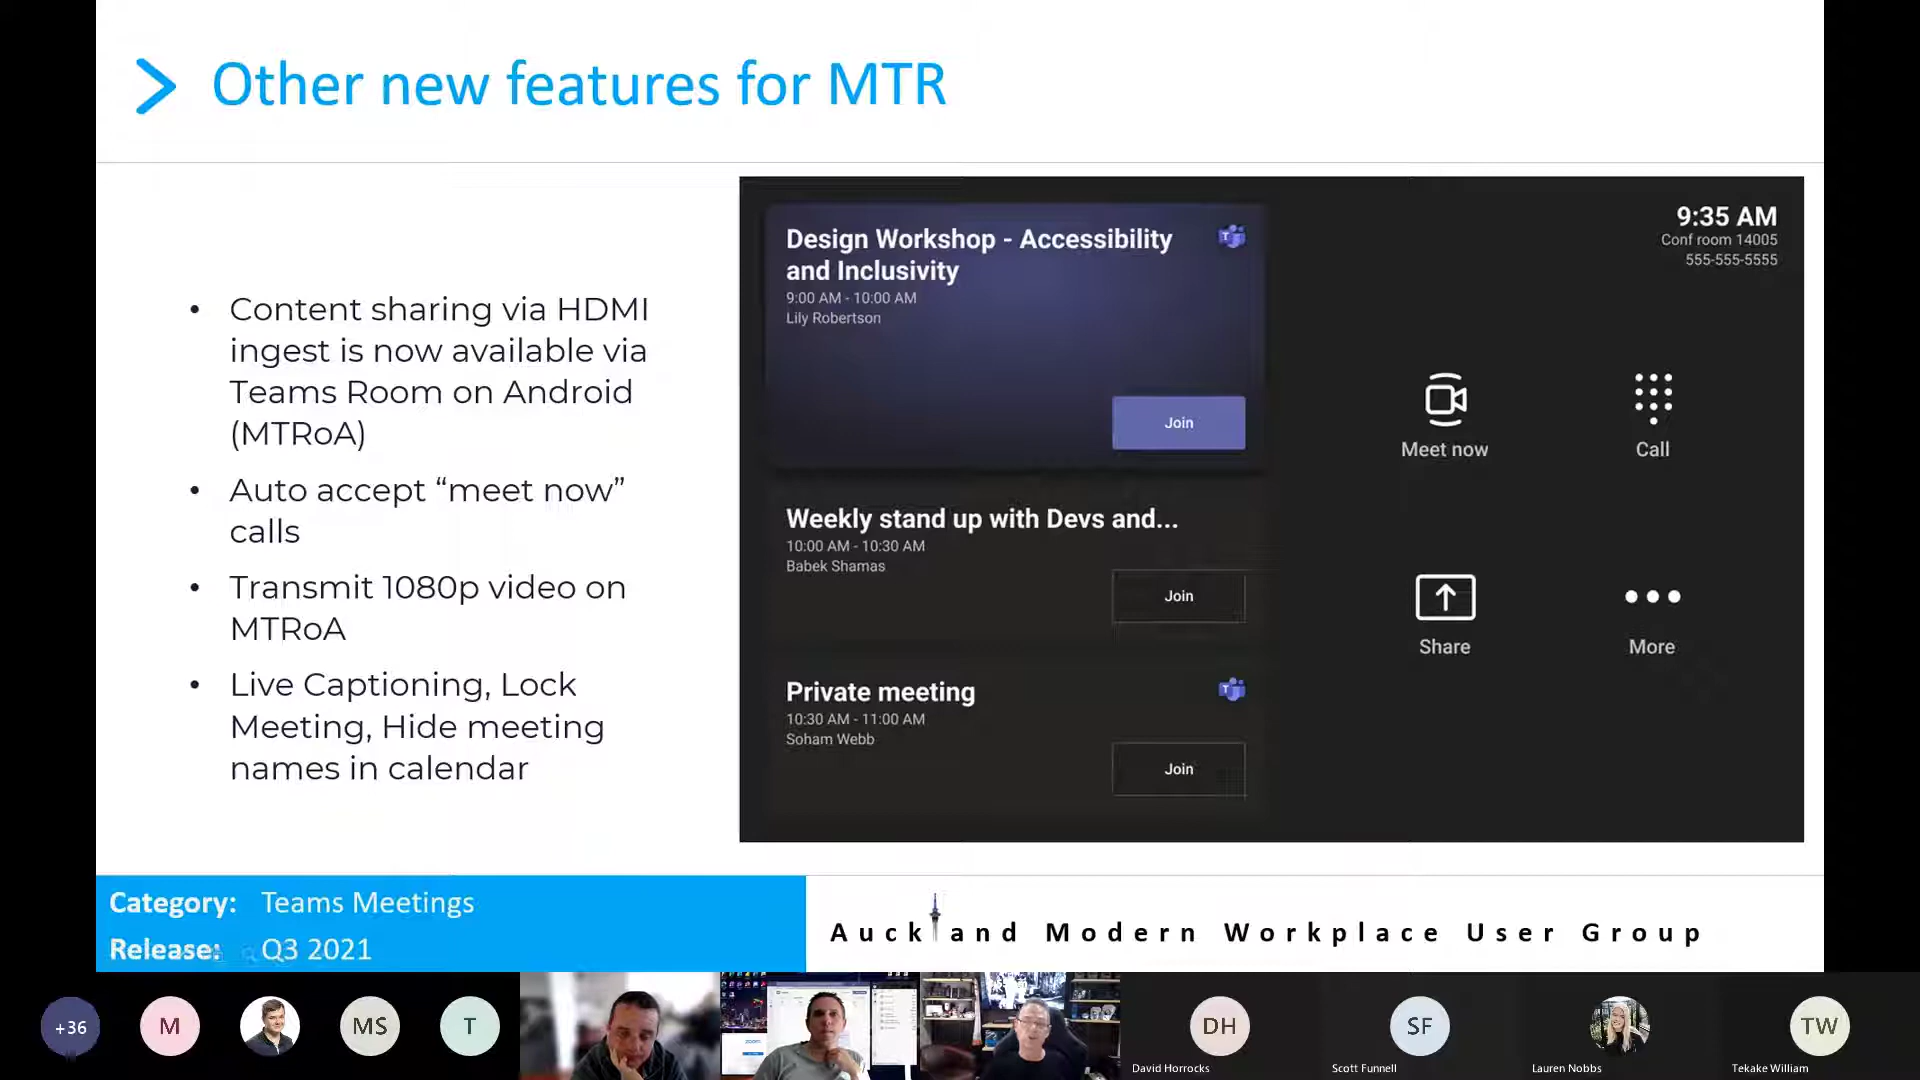 Other new features for MTR
• Content sharing via HDMI
ingest is now available via
Teams Room on Android
(MTRoA)
• Auto accept “meet now”
calls
• Transmit 1080p video on
MTRoA
• Live Captioning, Lock
Meeting, Hide meeting
names in calendar
Design Workshop - Accessibility
and Inclusivity
9:00 AM - 10:00 AM
Lily Robertson
Join
Weekly stand up with Devs and...
10:00 AM - 10:30 AM
Babek Shamas
Join
Private meeting
10:30 AM - 11:00 AM
Soham Webb
Join
9:35 AM
Conf room 14005
555-555-5555
Meet now
Call
Share
More
Category: Teams Meetings
Release: Q3 2021
Auckland Modern Workplace User Group
+36
M
MS
T
zoom
DH
David Horrocks
SF
Scott Funnell
Lauren Nobbs
TW
Tekake William